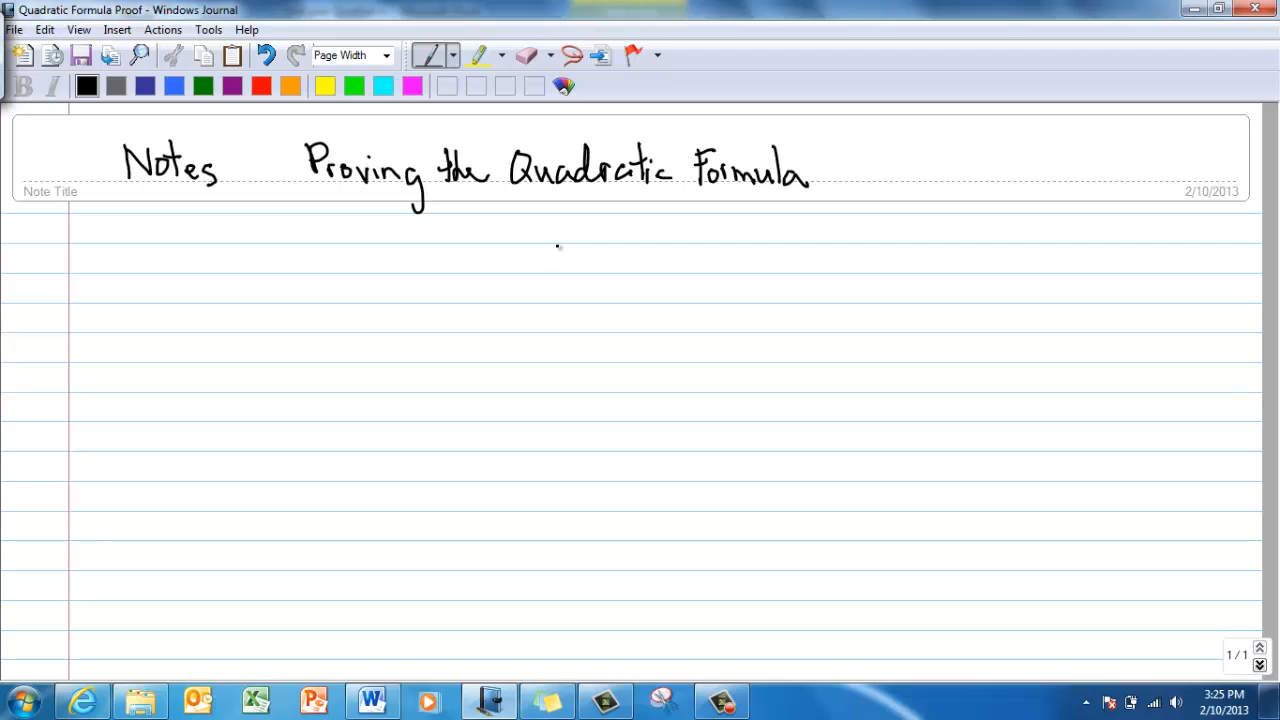 Quadratic Formula Proof - Windows Journal
File Edit View Insert Actions Tools Help
Page Width
B I
Notes Proving the Quadratic Formula
Note Title
2/10/2013
1 / 1
3:25 PM
2/10/2013